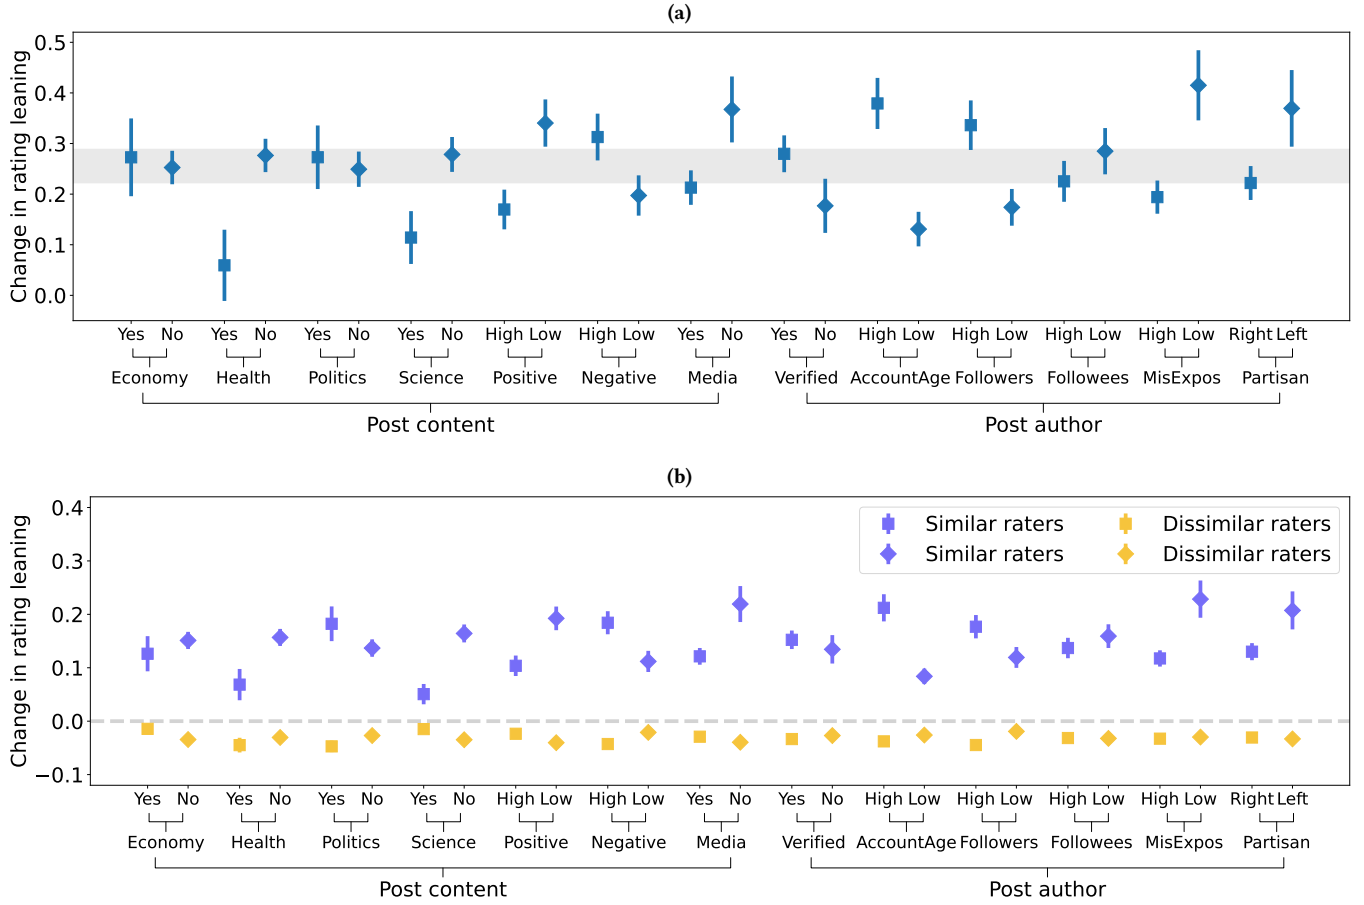 (a)
Change in rating leaning
0.5
0.4
0.3
0.2
0.1
0.0
Yes No Yes No Yes No Yes No High Low High Low Yes No Yes No High Low High Low High Low High Low Right Left
Economy Health Politics Science Positive Negative Media Verified AccountAge Followers Followees MisExpos Partisan
Post content Post author
(b)
Change in rating leaning
0.4
0.3
0.2
0.1
0.0
−0.1
Similar raters Dissimilar raters
Similar raters Dissimilar raters
Yes No Yes No Yes No Yes No High Low High Low Yes No Yes No High Low High Low High Low High Low Right Left
Economy Health Politics Science Positive Negative Media Verified AccountAge Followers Followees MisExpos Partisan
Post content Post author